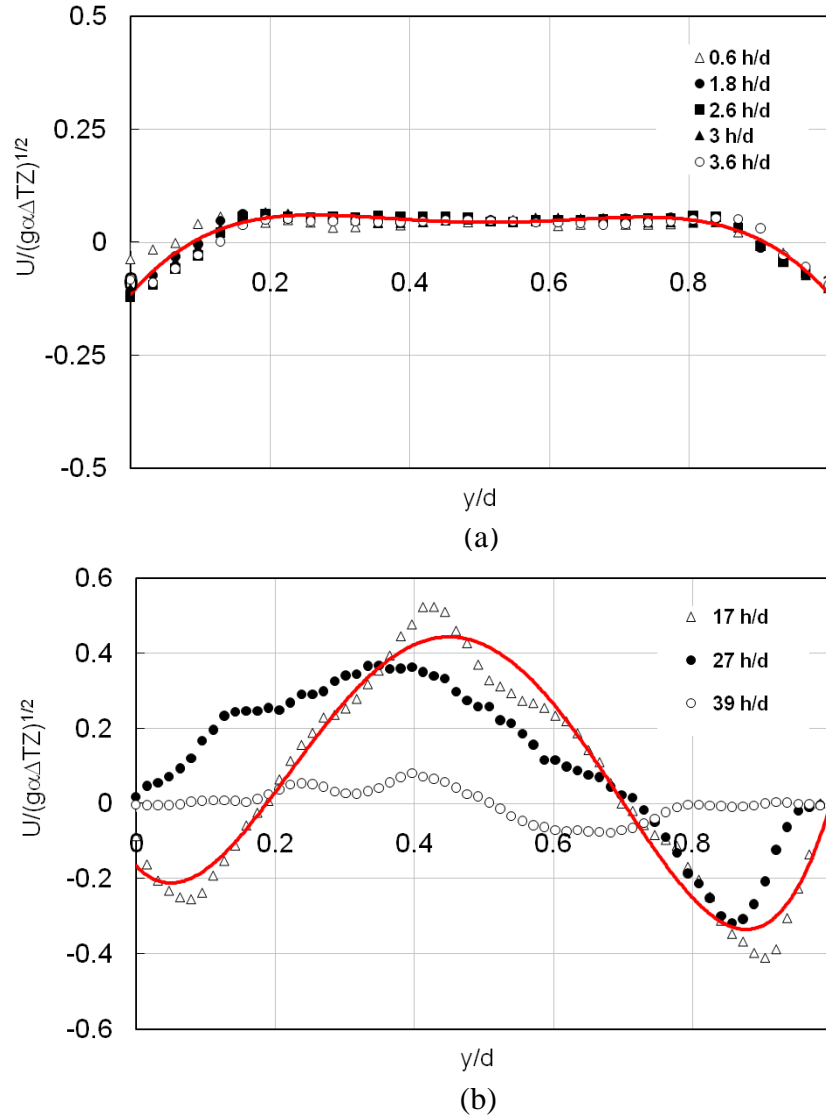 0.5
0.25
0
-0.25
-0.5
U/(gαΔTZ)1/2
0.6 h/d
1.8 h/d
2.6 h/d
3 h/d
3.6 h/d
0 0.2 0.4 0.6 0.8
y/d
(a)
0.6
0.4
0.2
0
-0.2
-0.4
-0.6
U/(gαΔTZ)1/2
17 h/d
27 h/d
39 h/d
0 0.2 0.4 0.6 0.8
y/d
(b)